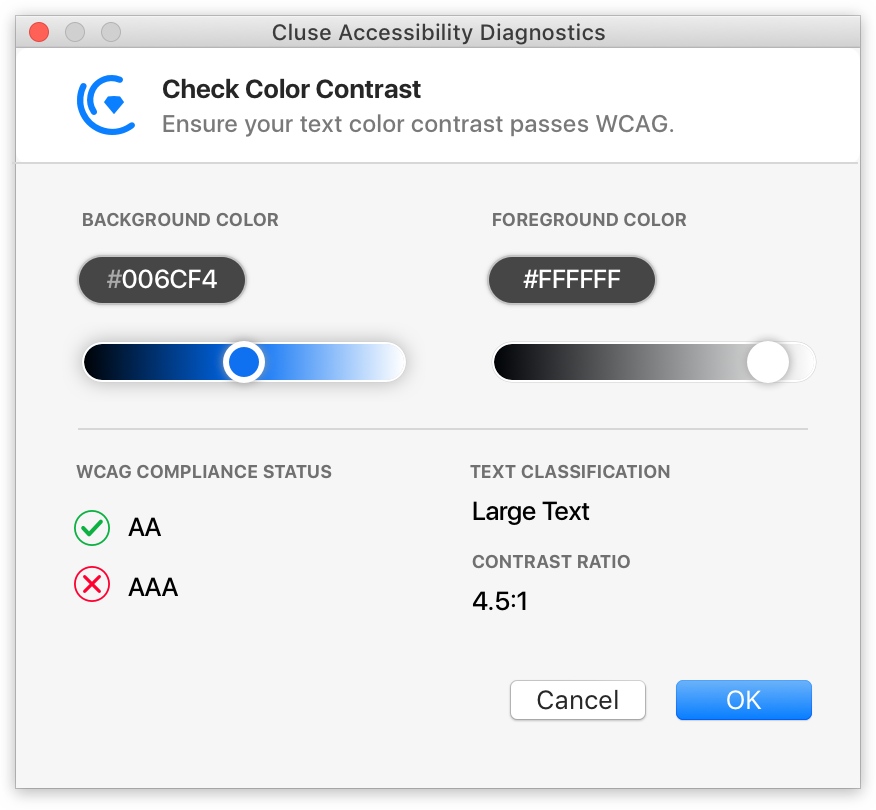 Cluse Accessibility Diagnostics
Check Color Contrast
Ensure your text color contrast passes WCAG.
BACKGROUND COLOR
#006CF4
FOREGROUND COLOR
#FFFFFF
WCAG COMPLIANCE STATUS
AA
AAA
TEXT CLASSIFICATION
Large Text
CONTRAST RATIO
4.5:1
Cancel
OK